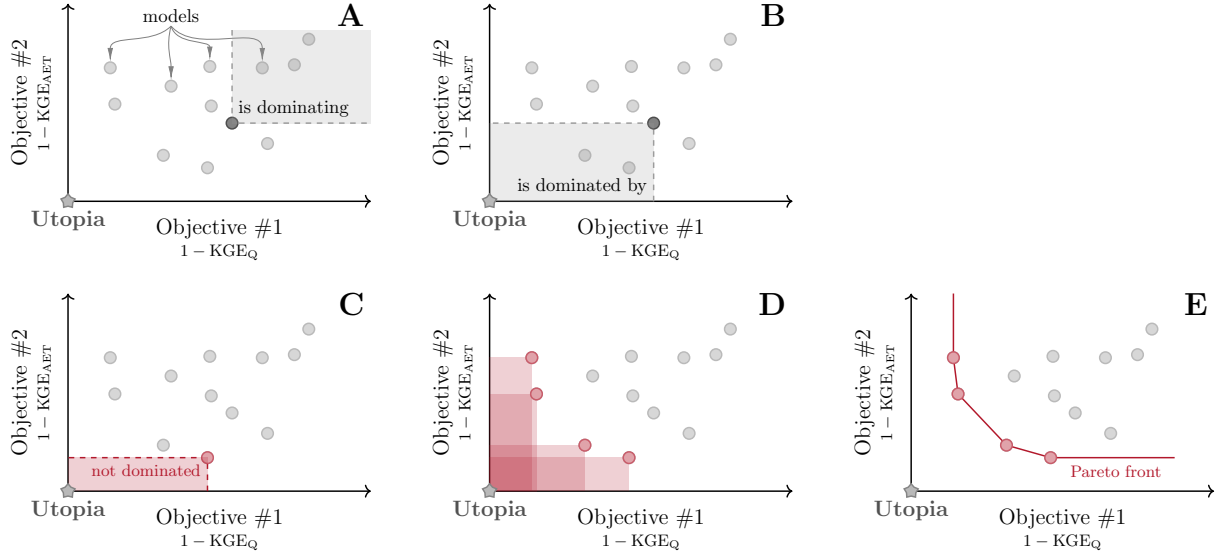 models
A
is dominating
Objective #2
1 − KGE_AET
Utopia
Objective #1
1 − KGE_Q
B
is dominated by
Objective #2
1 − KGE_AET
Utopia
Objective #1
1 − KGE_Q
C
not dominated
Objective #2
1 − KGE_AET
Utopia
Objective #1
1 − KGE_Q
D
Objective #2
1 − KGE_AET
Utopia
Objective #1
1 − KGE_Q
E
Pareto front
Objective #2
1 − KGE_AET
Utopia
Objective #1
1 − KGE_Q